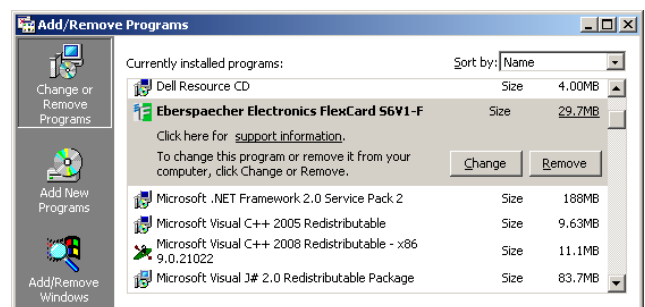 Add/Remove Programs
Change or
Remove
Programs
Add New
Programs
Add/Remove
Windows
Currently installed programs:
Sort by: Name
Dell Resource CD Size 4.00MB
Eberspaecher Electronics FlexCard S6V1-F Size 29.7MB
Click here for support information.
To change this program or remove it from your
computer, click Change or Remove.
Change Remove
Microsoft .NET Framework 2.0 Service Pack 2 Size 188MB
Microsoft Visual C++ 2005 Redistributable Size 9.63MB
Microsoft Visual C++ 2008 Redistributable - x86
9.0.21022 Size 11.1MB
Microsoft Visual J# 2.0 Redistributable Package Size 83.7MB